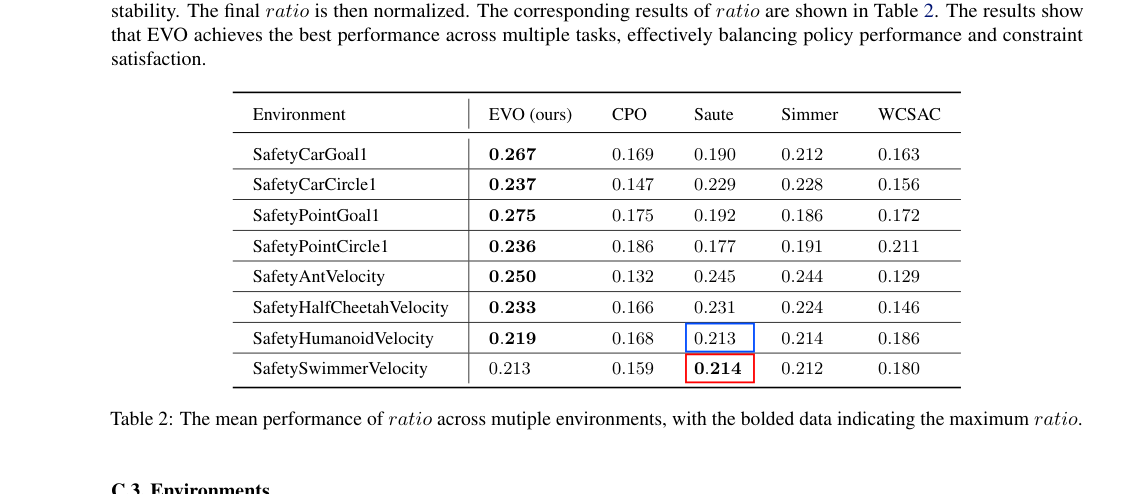 stability. The final ratio is then normalized. The corresponding results of ratio are shown in Table 2. The results show
that EVO achieves the best performance across multiple tasks, effectively balancing policy performance and constraint
satisfaction.
Environment EVO (ours) CPO Saute Simmer WCSAC
SafetyCarGoal1 0.267 0.169 0.190 0.212 0.163
SafetyCarCircle1 0.237 0.147 0.229 0.228 0.156
SafetyPointGoal1 0.275 0.175 0.192 0.186 0.172
SafetyPointCircle1 0.236 0.186 0.177 0.191 0.211
SafetyAntVelocity 0.250 0.132 0.245 0.244 0.129
SafetyHalfCheetahVelocity 0.233 0.166 0.231 0.224 0.146
SafetyHumanoidVelocity 0.219 0.168 0.213 0.214 0.186
SafetySwimmerVelocity 0.213 0.159 0.214 0.212 0.180
Table 2: The mean performance of ratio across mutiple environments, with the bolded data indicating the maximum ratio.
C.3 Environments